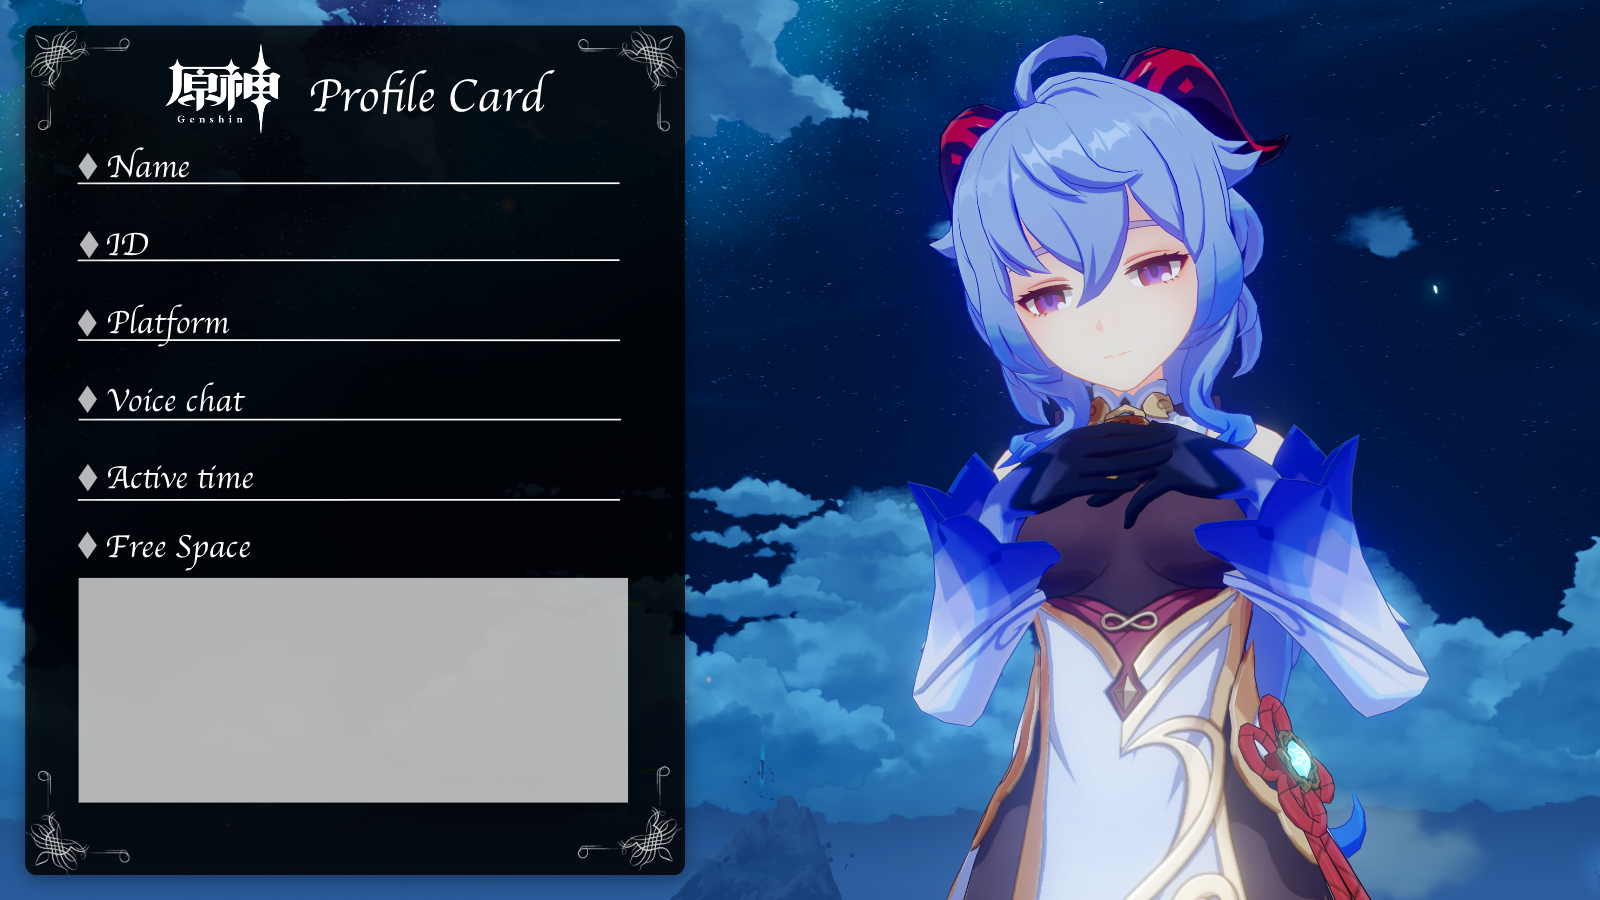 原神
Genshin
Profile Card
Name
ID
Platform
Voice chat
Active time
Free Space